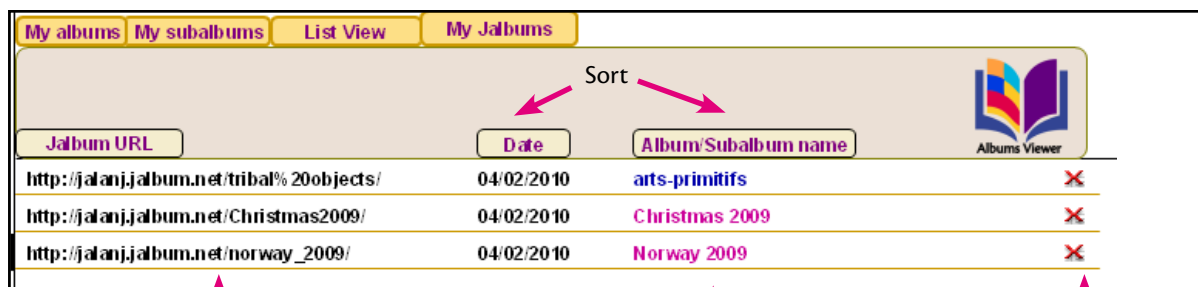 My albums My subalbums List View My Jalbums
Sort
Jalbum URL Date Album/Subalbum name Albums Viewer
http://jalanj.jalbum.net/tribal%20objects/ 04/02/2010 arts-primitifs
http://jalanj.jalbum.net/Christmas2009/ 04/02/2010 Christmas 2009
http://jalanj.jalbum.net/norway_2009/ 04/02/2010 Norway 2009